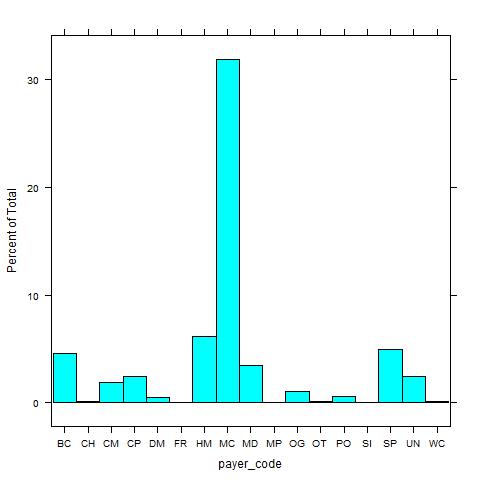 Percent of Total
30
20
10
0
BC CH CM CP DM FR HM MC MD MP OG OT PO SI SP UN WC
payer_code